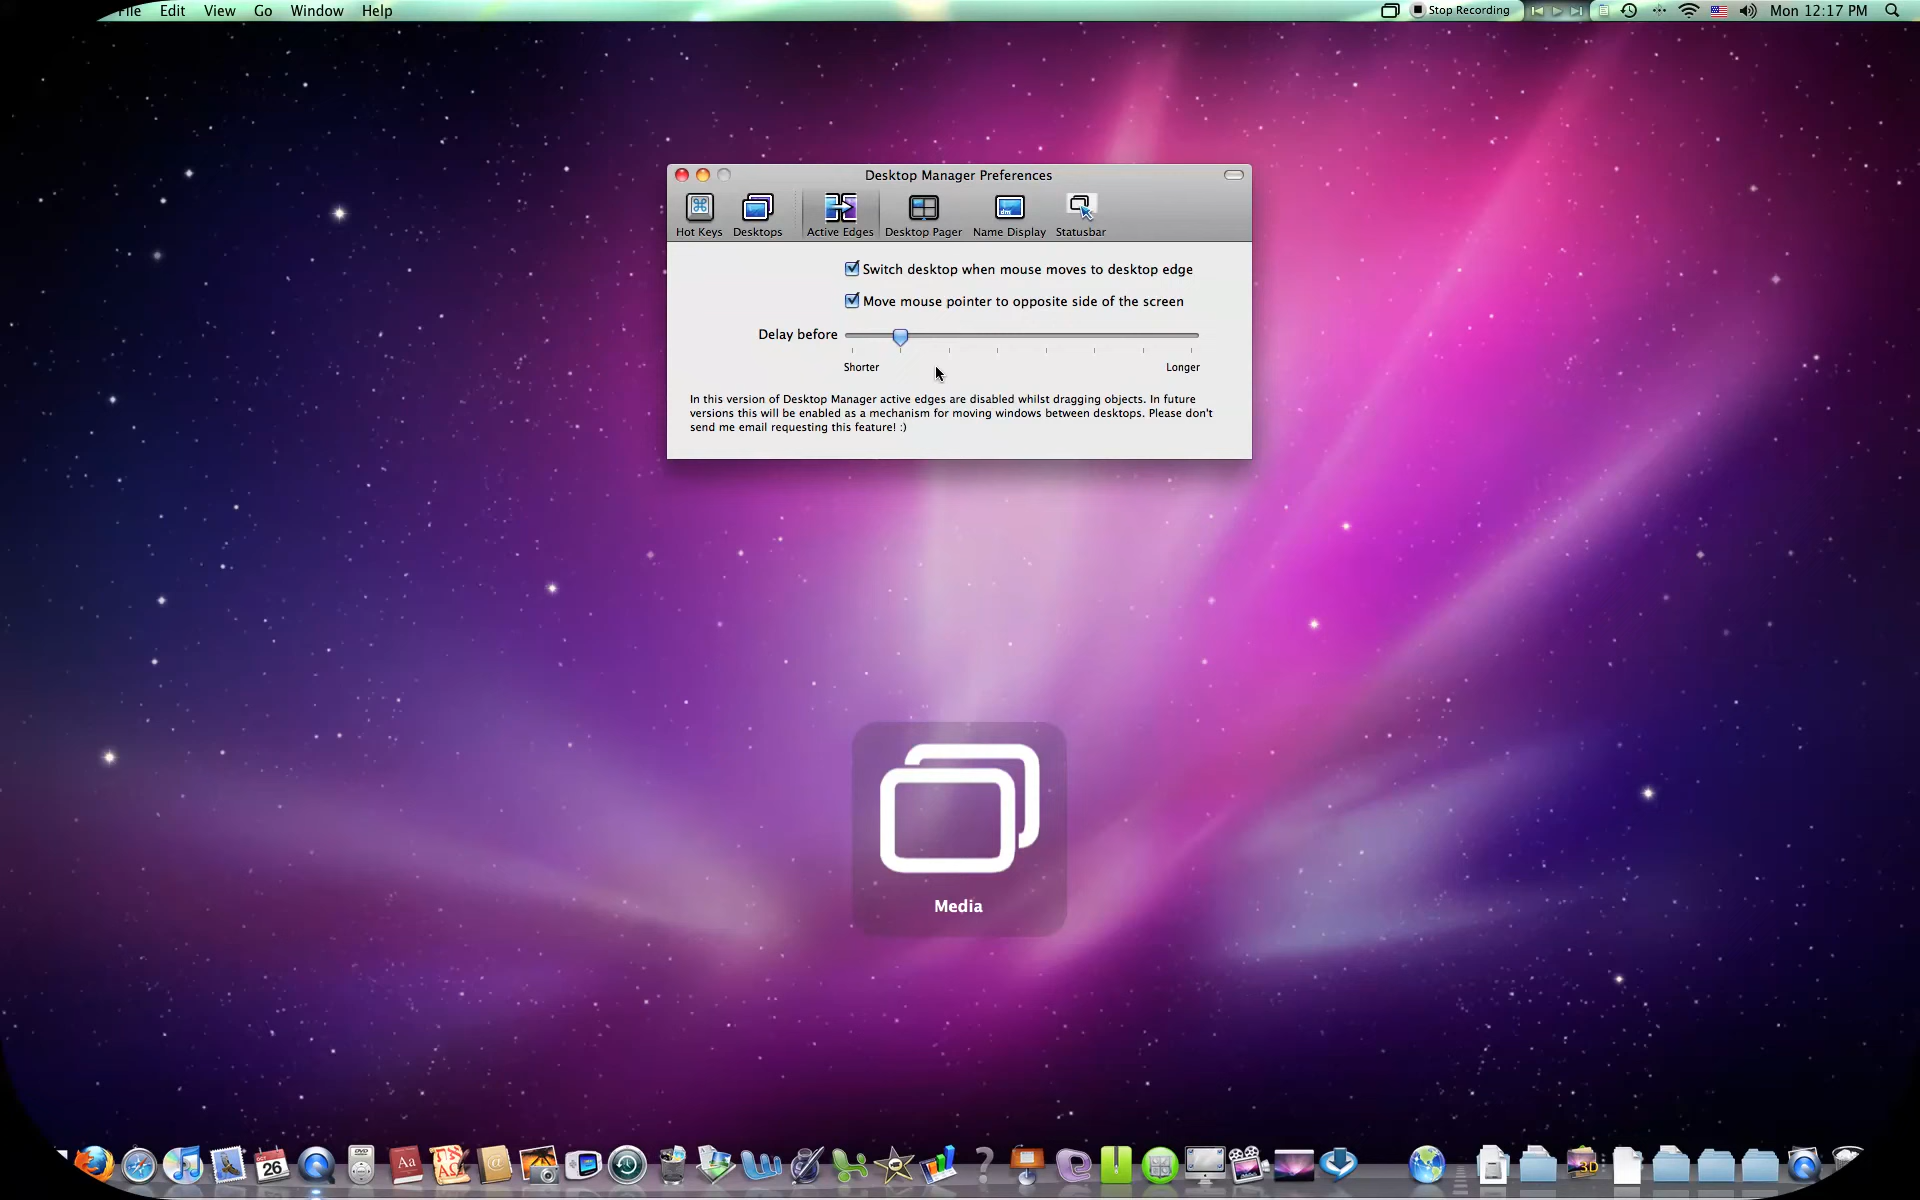 File Edit View Go Window Help Stop Recording Mon 12:17 PM
Desktop Manager Preferences
Hot Keys Desktops Active Edges Desktop Pager Name Display Statusbar
Switch desktop when mouse moves to desktop edge
Move mouse pointer to opposite side of the screen
Delay before
Shorter Longer
In this version of Desktop Manager active edges are disabled whilst dragging objects. In future
versions this will be enabled as a mechanism for moving windows between desktops. Please don't
send me email requesting this feature! :)
Media
OCT
26
Aa
3D